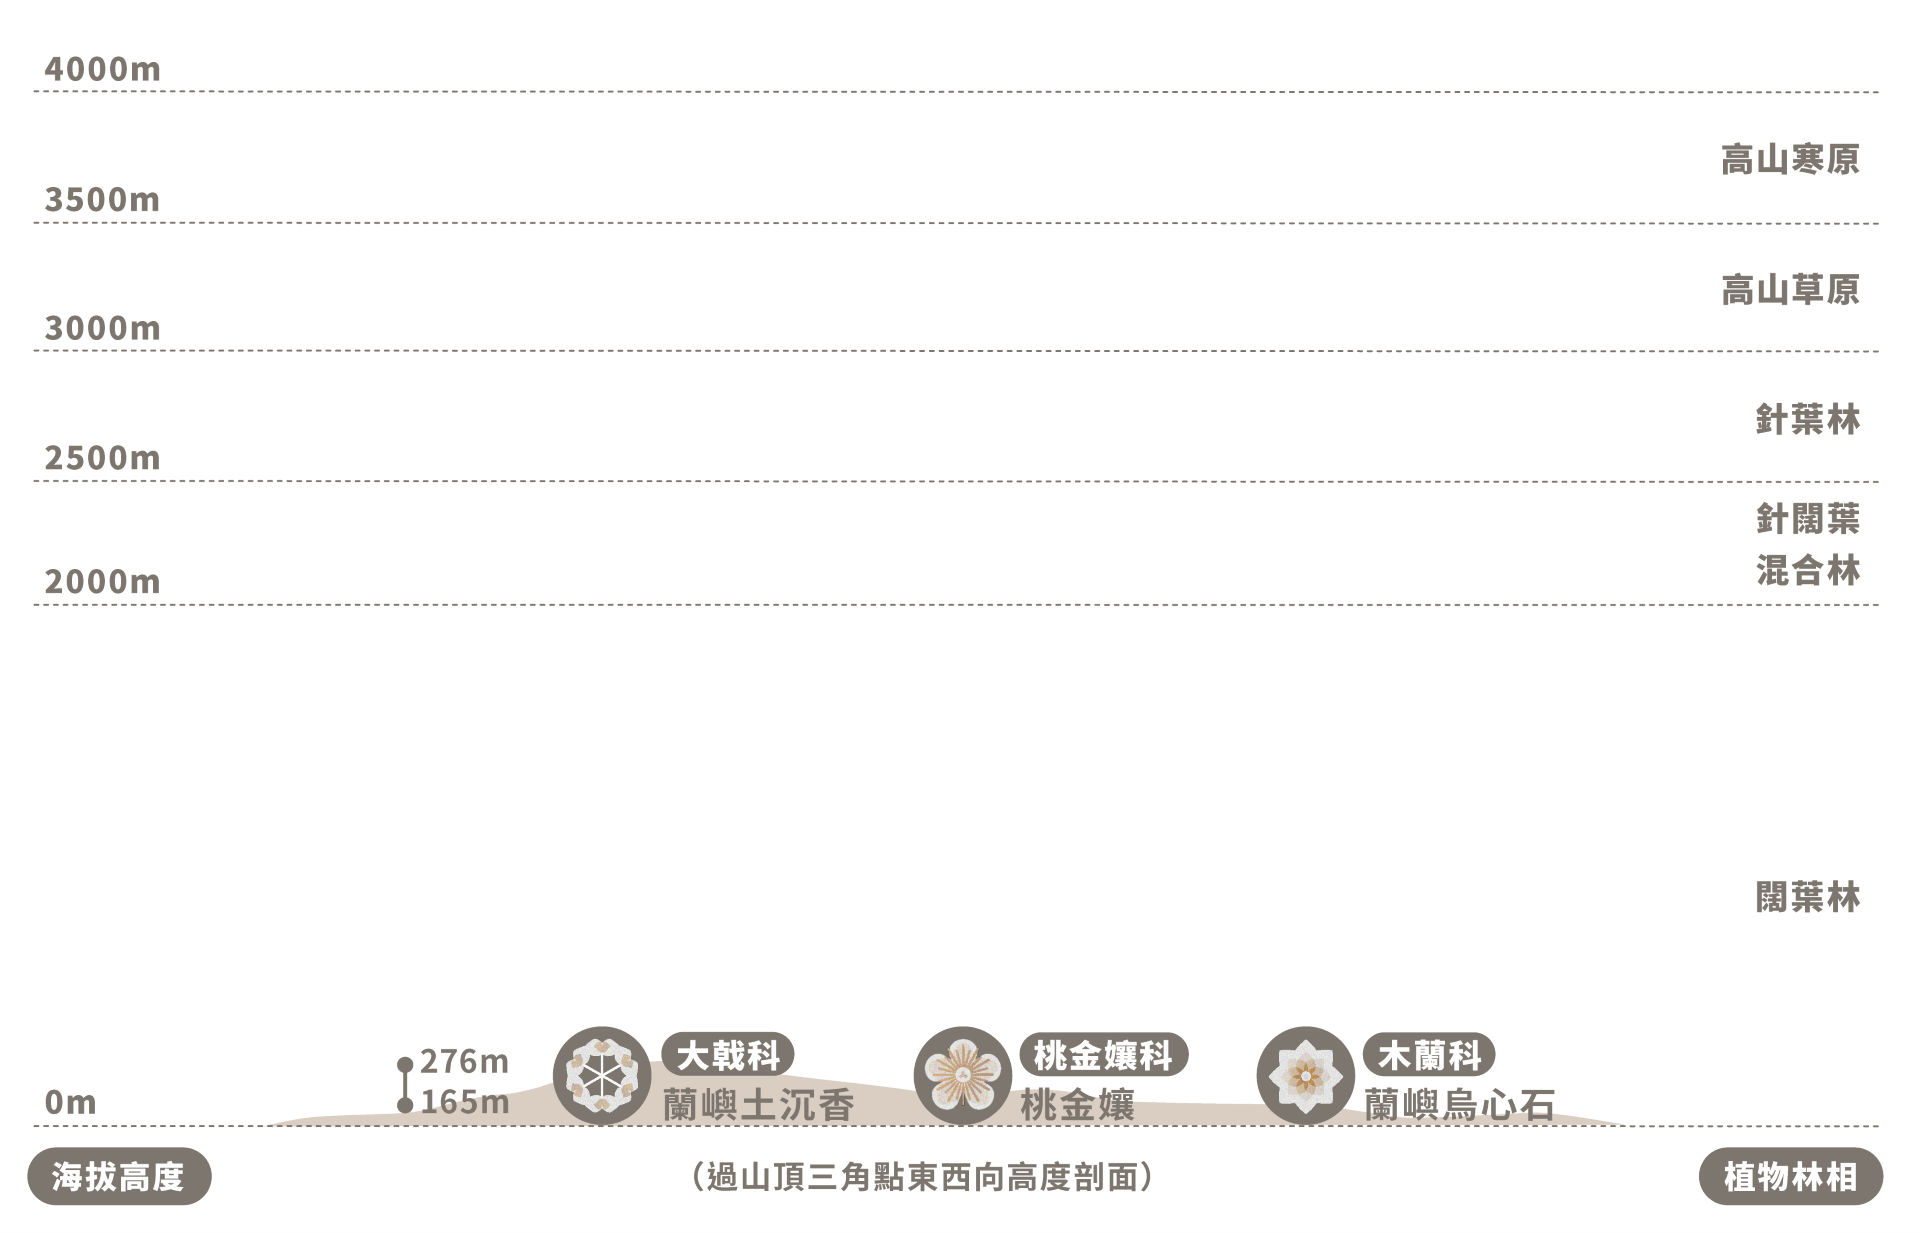 4000m
高山寒原
3500m
高山草原
3000m
針葉林
2500m
針闊葉
混合林
2000m
闊葉林
276m
165m
大戟科
蘭嶼土沉香
桃金孃科
桃金孃
木蘭科
蘭嶼烏心石
0m
海拔高度
（過山頂三角點東西向高度剖面）
植物林相